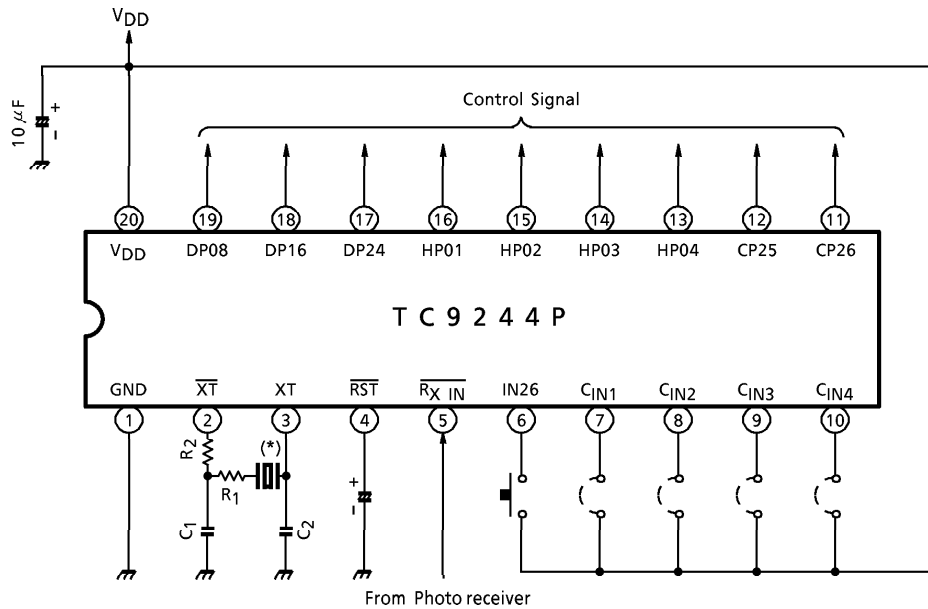 VDD
10 μF
+
−
Control Signal
20 19 18 17 16 15 14 13 12 11
VDD DP08 DP16 DP24 HP01 HP02 HP03 HP04 CP25 CP26
TC9244P
GND XT XT RST RX IN IN26 CIN1 CIN2 CIN3 CIN4
1 2 3 4 5 6 7 8 9 10
R2
(*)
R1
C1
C2
+
−
From Photo receiver